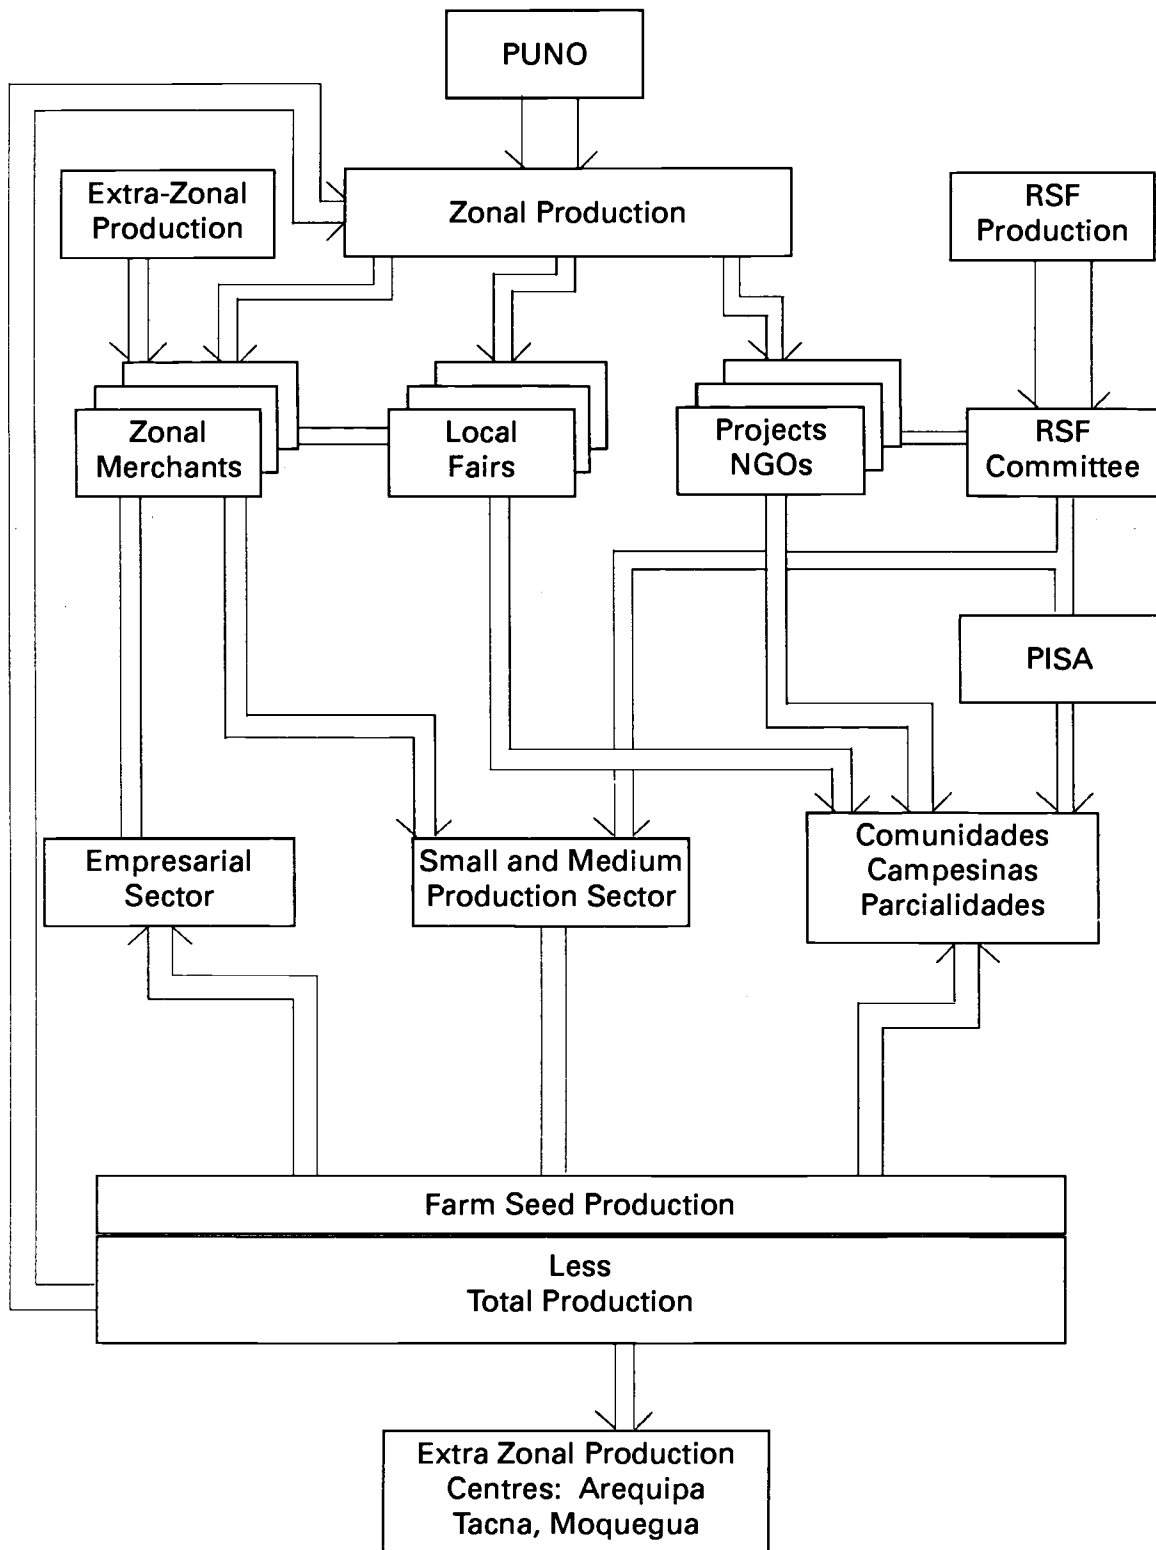 PUNO
Extra-Zonal
Production
Zonal Production
RSF
Production
Zonal
Merchants
Local
Fairs
Projects
NGOs
RSF
Committee
PISA
Empresarial
Sector
Small and Medium
Production Sector
Comunidades
Campesinas
Parcialidades
Farm Seed Production
Less
Total Production
Extra Zonal Production
Centres: Arequipa
Tacna, Moquegua